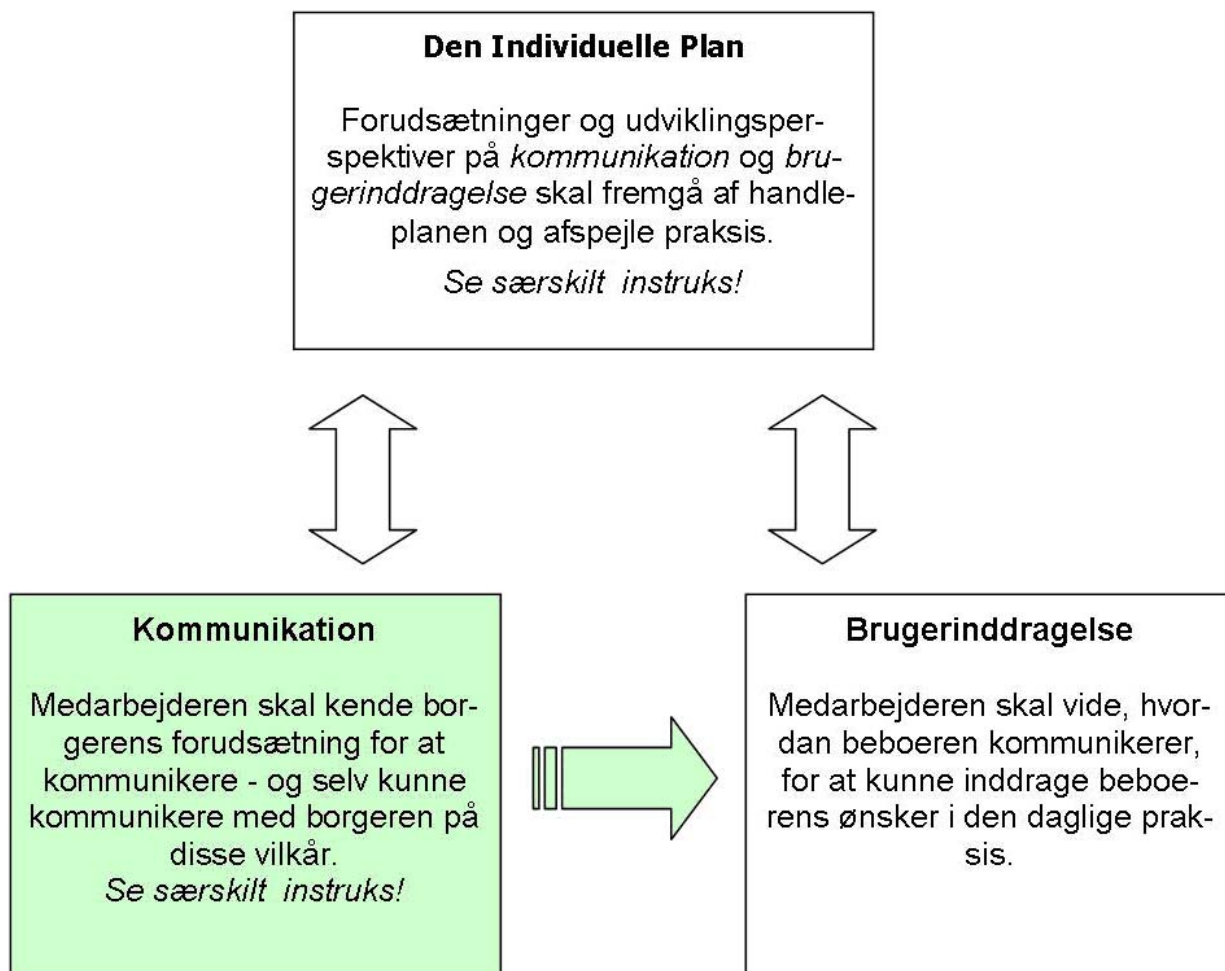 Den Individuelle Plan
Forudsætninger og udviklingsper-
spektiver på kommunikation og bru-
gerinddragelse skal fremgå af handle-
planen og afspejle praksis.
Se særskilt instruks!
Kommunikation
Medarbejderen skal kende bor-
gerens forudsætning for at
kommunikere - og selv kunne
kommunikere med borgeren på
disse vilkår.
Se særskilt instruks!
Brugerinddragelse
Medarbejderen skal vide, hvor-
dan beboeren kommunikerer,
for at kunne inddrage beboe-
rens ønsker i den daglige prak-
sis.